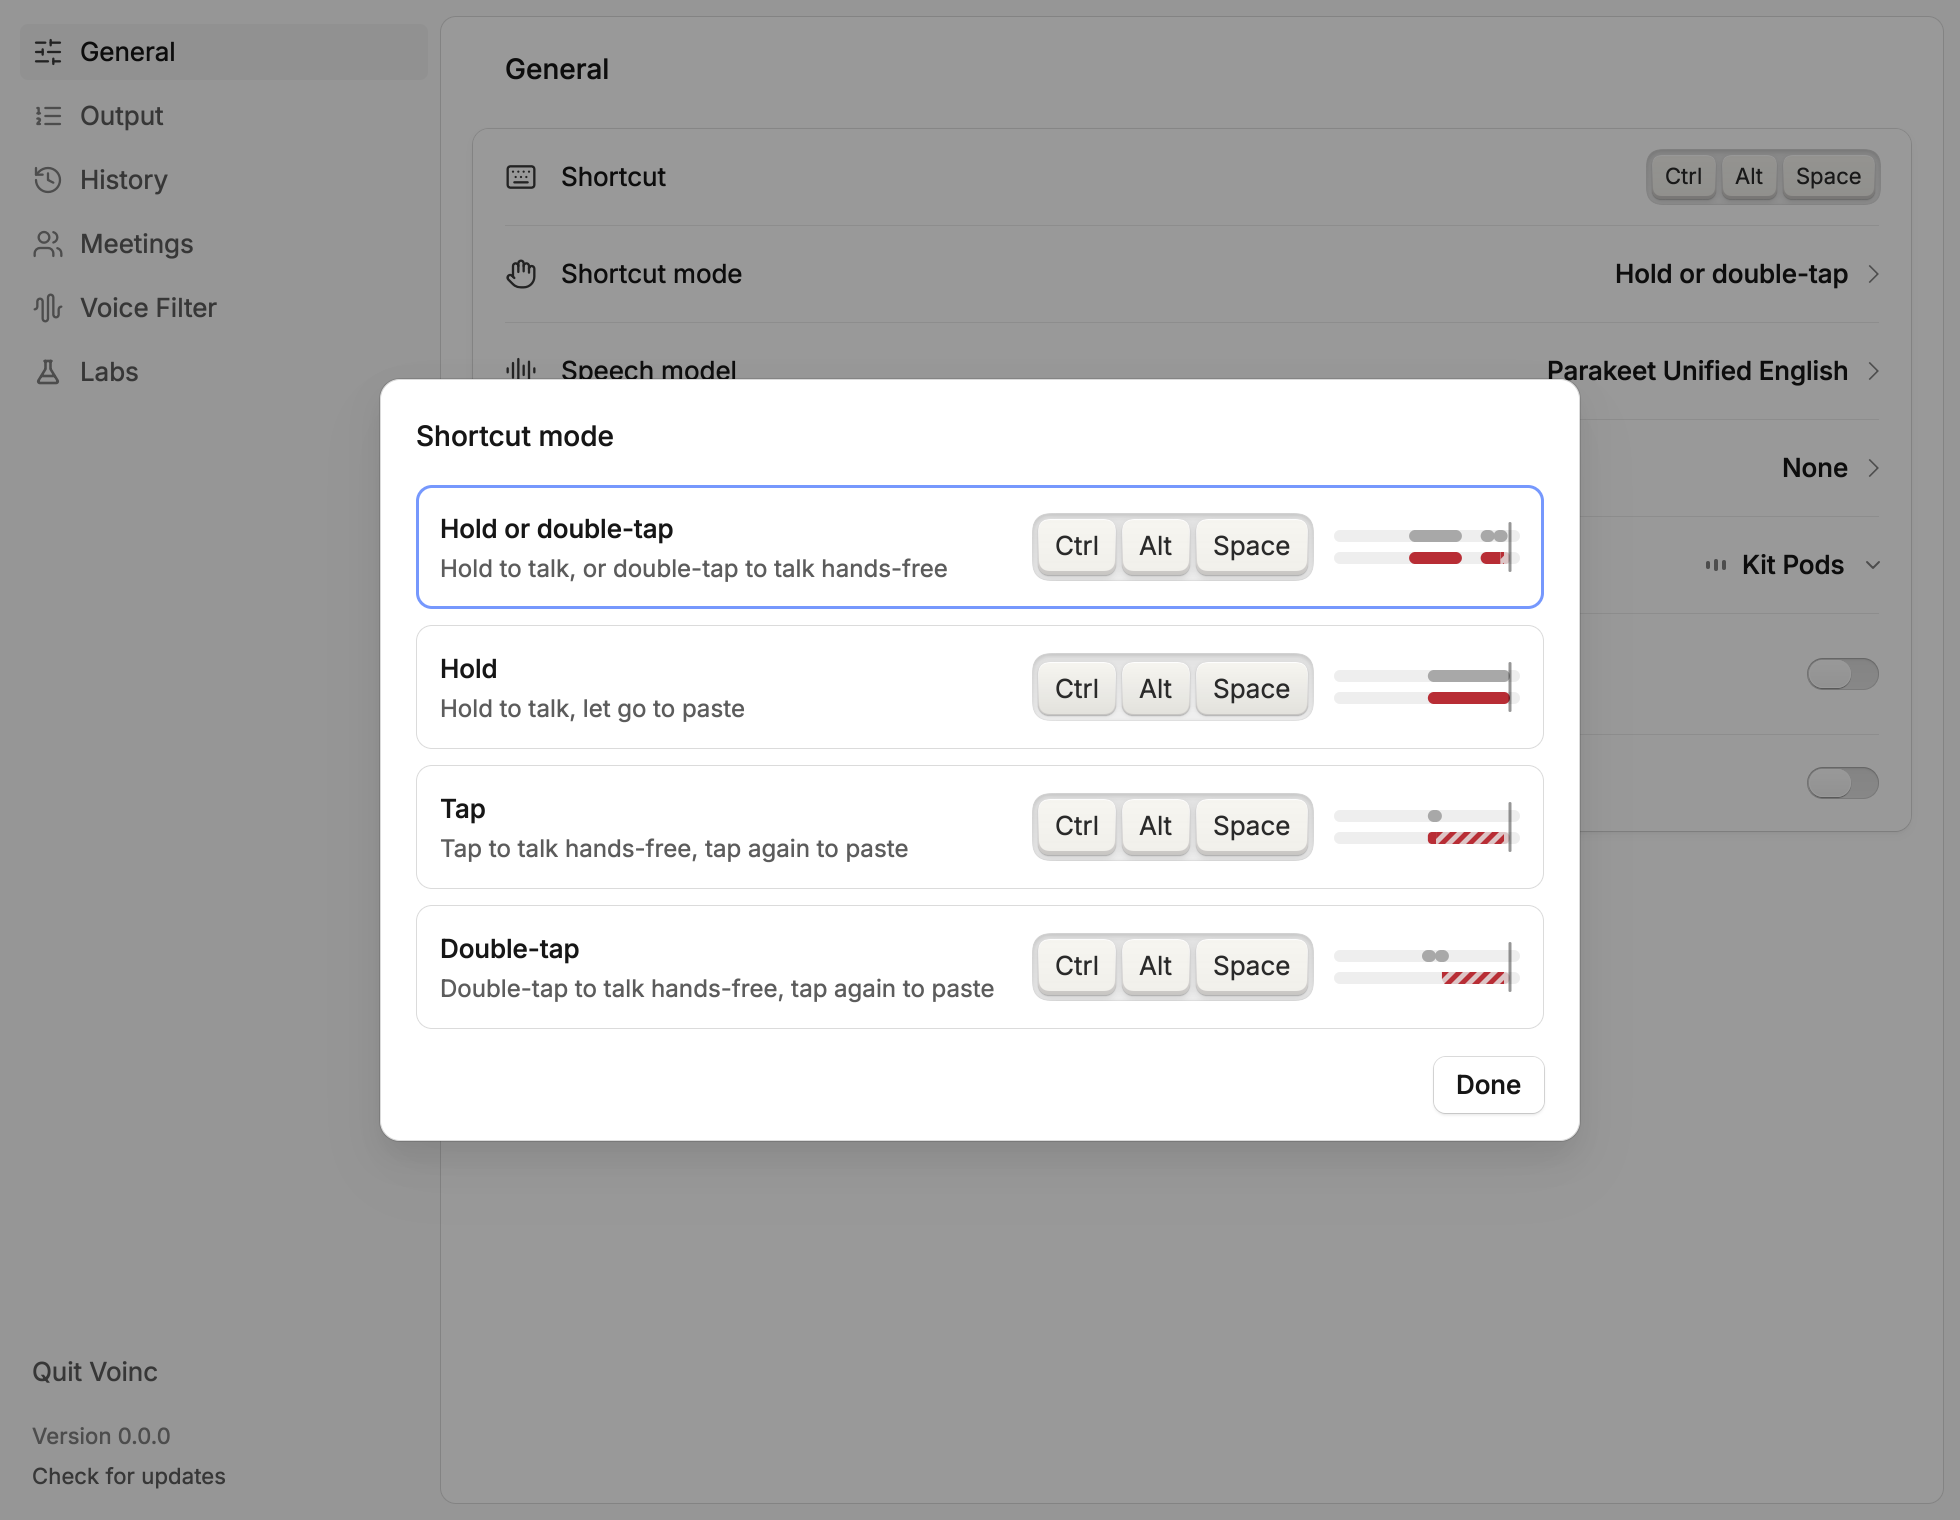 General
Output
History
Meetings
Voice Filter
Labs
Quit Voinc
Version 0.0.0
Check for updates
General
Shortcut
Ctrl Alt Space
Shortcut mode
Hold or double-tap
Speech model
Parakeet Unified English
None
Kit Pods
Shortcut mode
Hold or double-tap
Hold to talk, or double-tap to talk hands-free
Ctrl Alt Space
Hold
Hold to talk, let go to paste
Ctrl Alt Space
Tap
Tap to talk hands-free, tap again to paste
Ctrl Alt Space
Double-tap
Double-tap to talk hands-free, tap again to paste
Ctrl Alt Space
Done